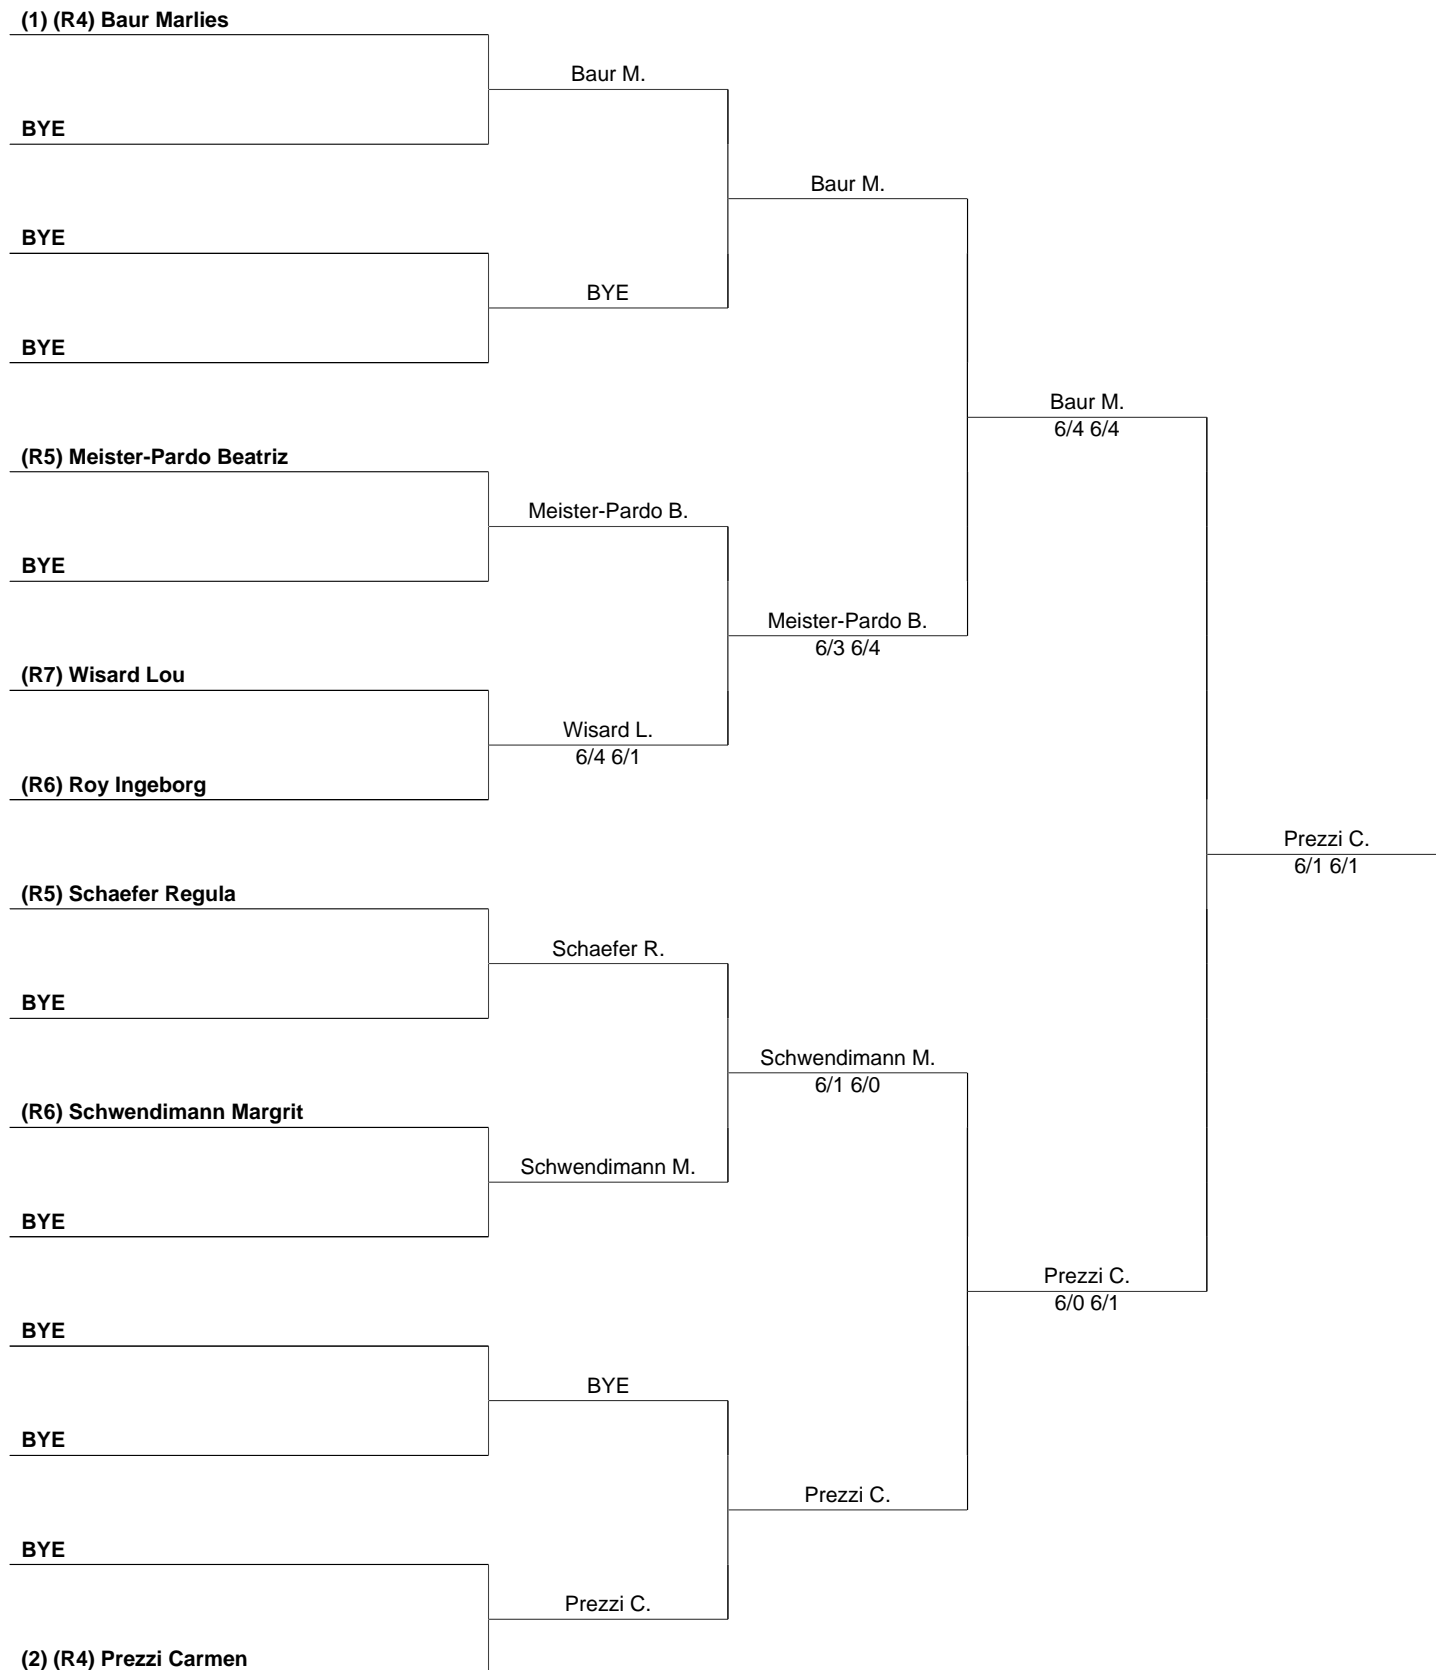 (1) (R4) Baur Marlies
Baur M.
BYE
Baur M.
BYE
BYE
BYE
Baur M.
6/4 6/4
(R5) Meister-Pardo Beatriz
Meister-Pardo B.
BYE
Meister-Pardo B.
6/3 6/4
(R7) Wisard Lou
Wisard L.
6/4 6/1
(R6) Roy Ingeborg
Prezzi C.
6/1 6/1
(R5) Schaefer Regula
Schaefer R.
BYE
Schwendimann M.
6/1 6/0
(R6) Schwendimann Margrit
Schwendimann M.
BYE
Prezzi C.
6/0 6/1
BYE
BYE
BYE
Prezzi C.
BYE
Prezzi C.
(2) (R4) Prezzi Carmen